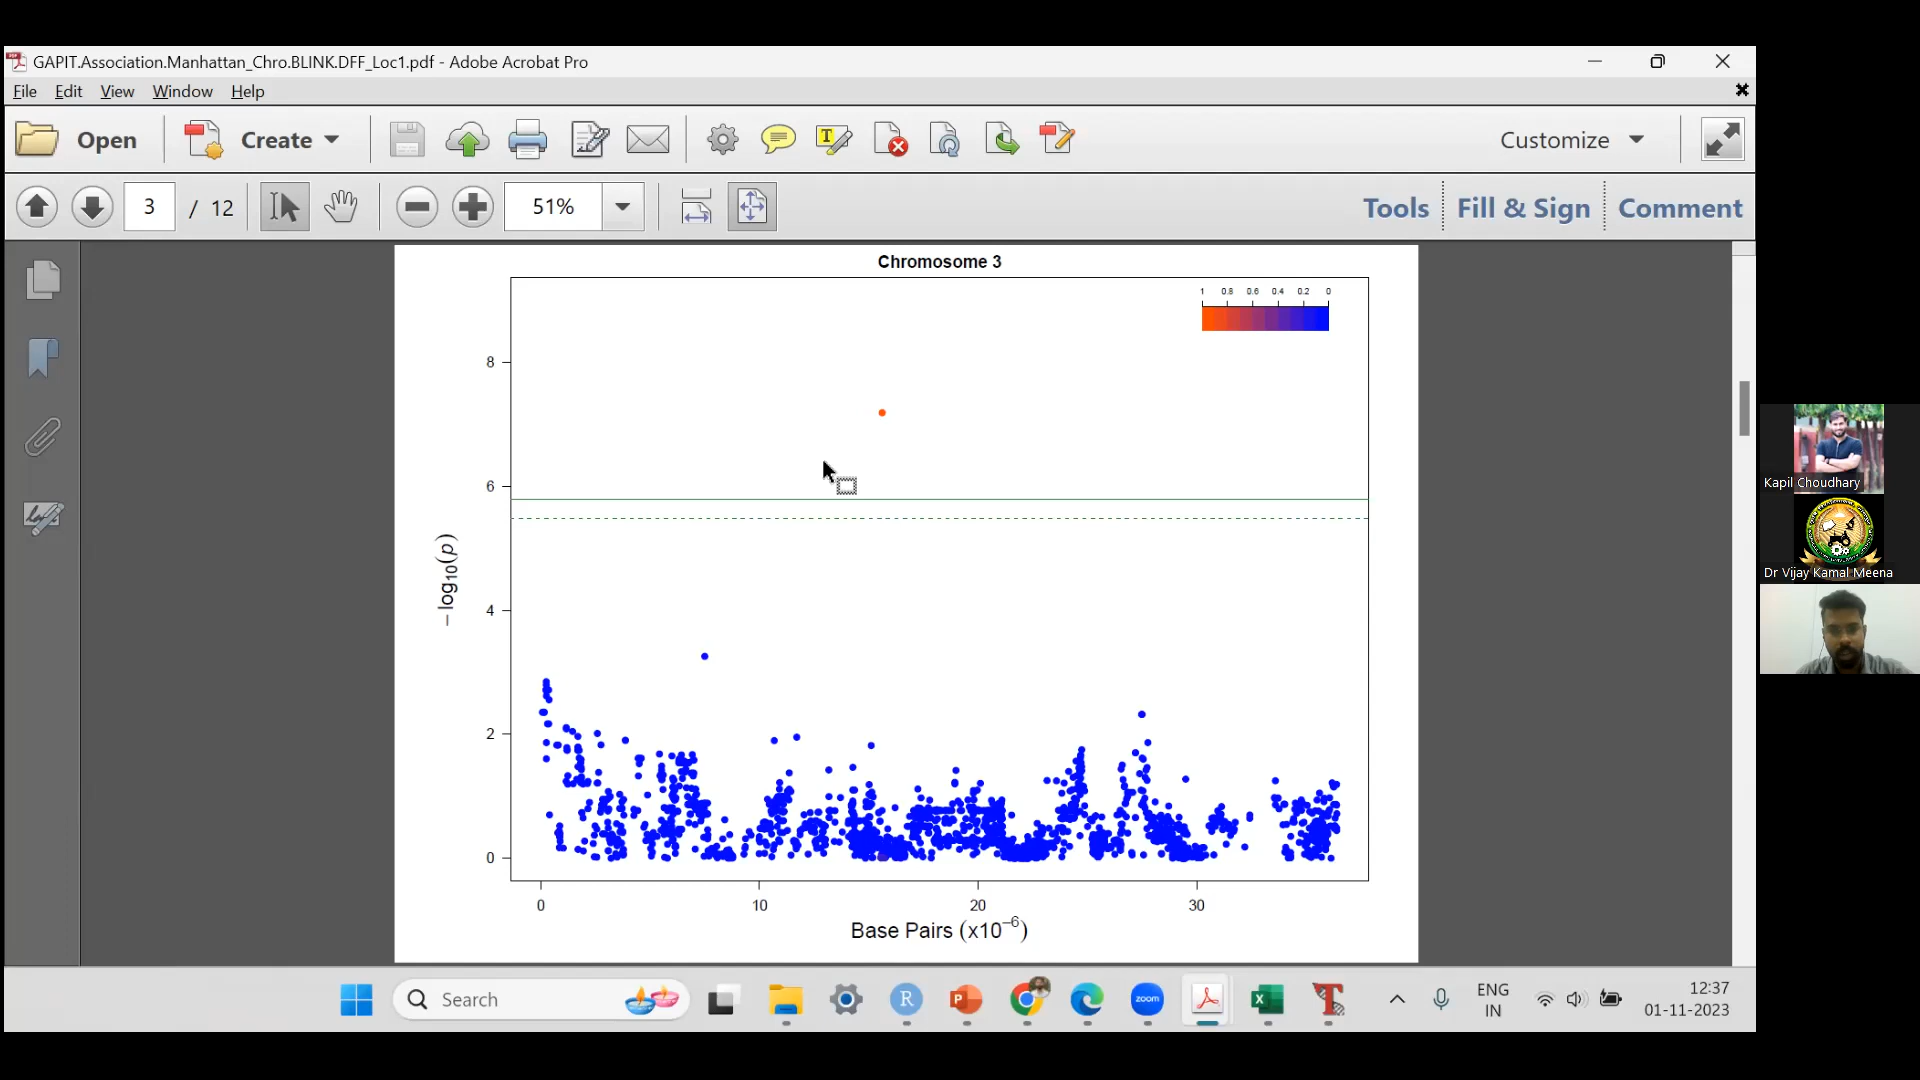 GAPIT.Association.Manhattan_Chro.BLINK.DFF_Loc1.pdf - Adobe Acrobat Pro
File Edit View Window Help
Open Create Customize
3 / 12 51% Tools Fill & Sign Comment
Chromosome 3
1 0.8 0.6 0.4 0.2 0
8
6
4
2
0
− log10(p)
0 10 20 30
Base Pairs (x10−6)
Kapil Choudhary
Dr Vijay Kamal Meena
Search
zoom
ENG
IN
12:37
01-11-2023